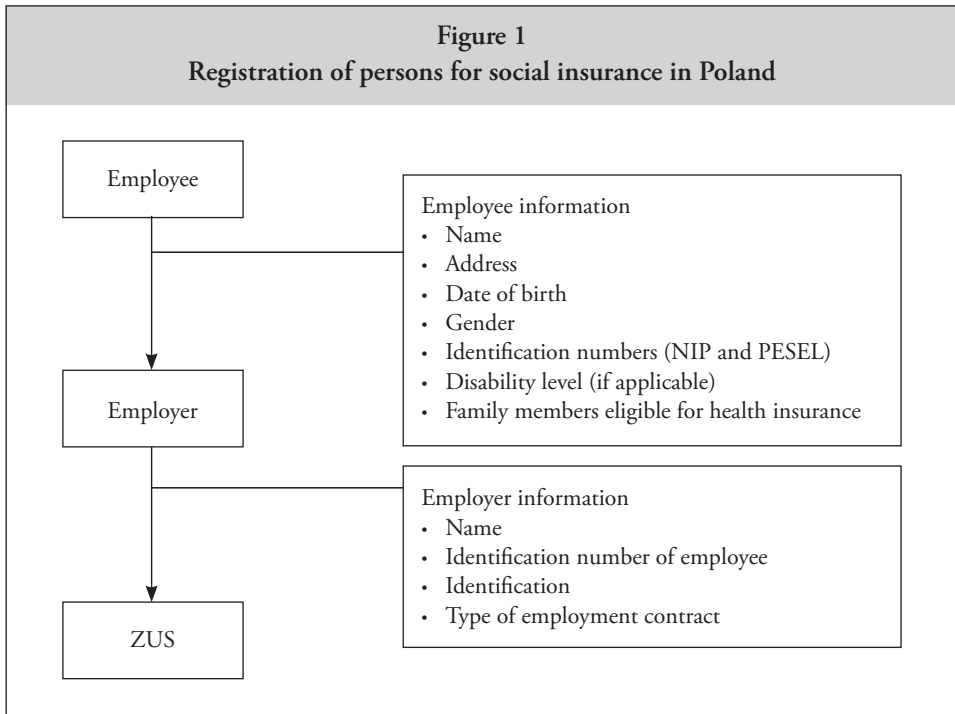 Figure 1
Registration of persons for social insurance in Poland
Employee
Employee information
• Name
• Address
• Date of birth
• Gender
• Identification numbers (NIP and PESEL)
• Disability level (if applicable)
• Family members eligible for health insurance
Employer
Employer information
• Name
• Identification number of employee
• Identification
• Type of employment contract
ZUS